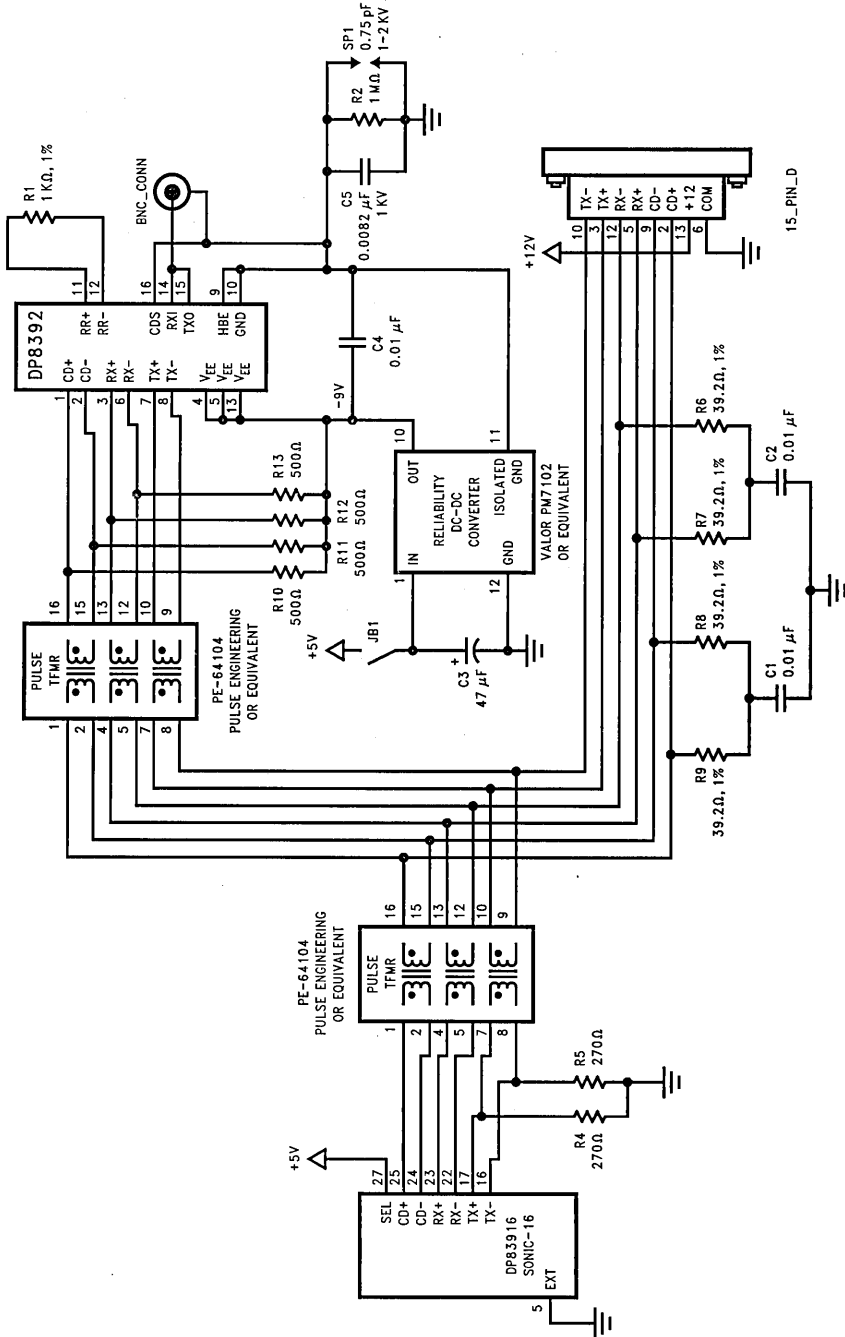 DP83916
SONIC-16
SEL
CD+
CD-
RX+
RX-
TX+
TX-
EXT
5
27
25
24
23
22
17
16
+5V
R4
270Ω
R5
270Ω
PE-64104
PULSE ENGINEERING
OR EQUIVALENT
PULSE
TFMR
1
2
4
5
7
8
16
15
13
12
10
9
PULSE
TFMR
1
2
4
5
7
8
16
15
13
12
10
9
PE-64104
PULSE ENGINEERING
OR EQUIVALENT
DP8392
CD+
CD-
RX+
RX-
TX+
TX-
VEE
VEE
VEE
1
2
3
6
7
8
4
5
13
RR+
RR-
CDS
RXI
TXO
HBE
GND
11
12
16
14
15
9
10
R1
1 KΩ, 1%
BNC_CONN
R10
500Ω
R11
500Ω
R12
500Ω
R13
500Ω
-9V
C4
0.01 µF
C5
0.0082 µF
1 KV
R2
1 MΩ
SP1
0.75 pF
1-2 KV
+5V
JB1
C3
+
47 µF
1
12
10
11
IN
OUT
RELIABILITY
DC-DC
CONVERTER
ISOLATED
GND
GND
VALOR PM7102
OR EQUIVALENT
+12V
10
3
12
5
9
2
13
6
TX-
TX+
RX-
RX+
CD-
CD+
+12
COM
15_PIN_D
R9
39.2Ω, 1%
R8
39.2Ω, 1%
R7
39.2Ω, 1%
R6
39.2Ω, 1%
C1
0.01 µF
C2
0.01 µF